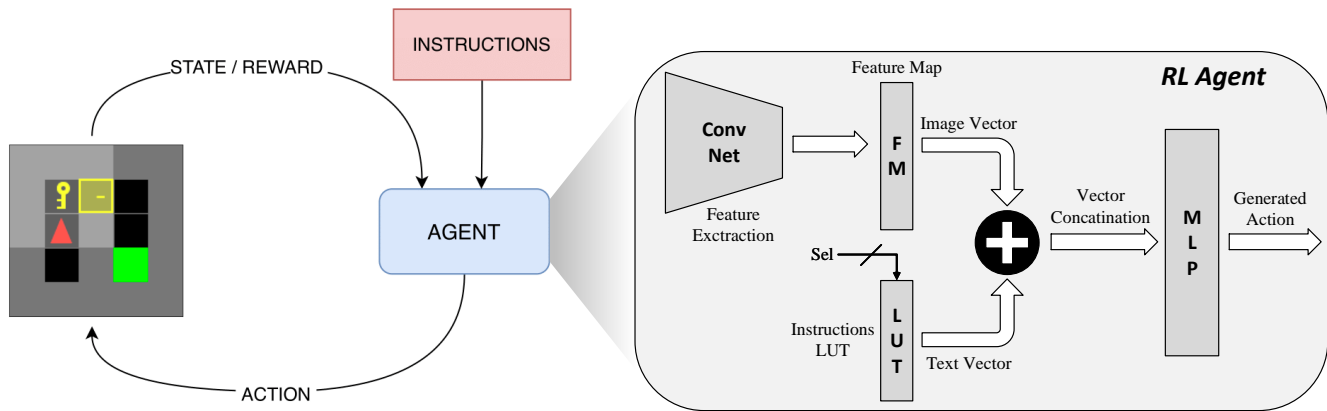 INSTRUCTIONS
STATE / REWARD
AGENT
ACTION
RL Agent
Feature Map
Conv
Net
Feature
Exctraction
F
M
Image Vector
Sel
Instructions
LUT
L
U
T
Text Vector
Vector
Concatination
M
L
P
Generated
Action